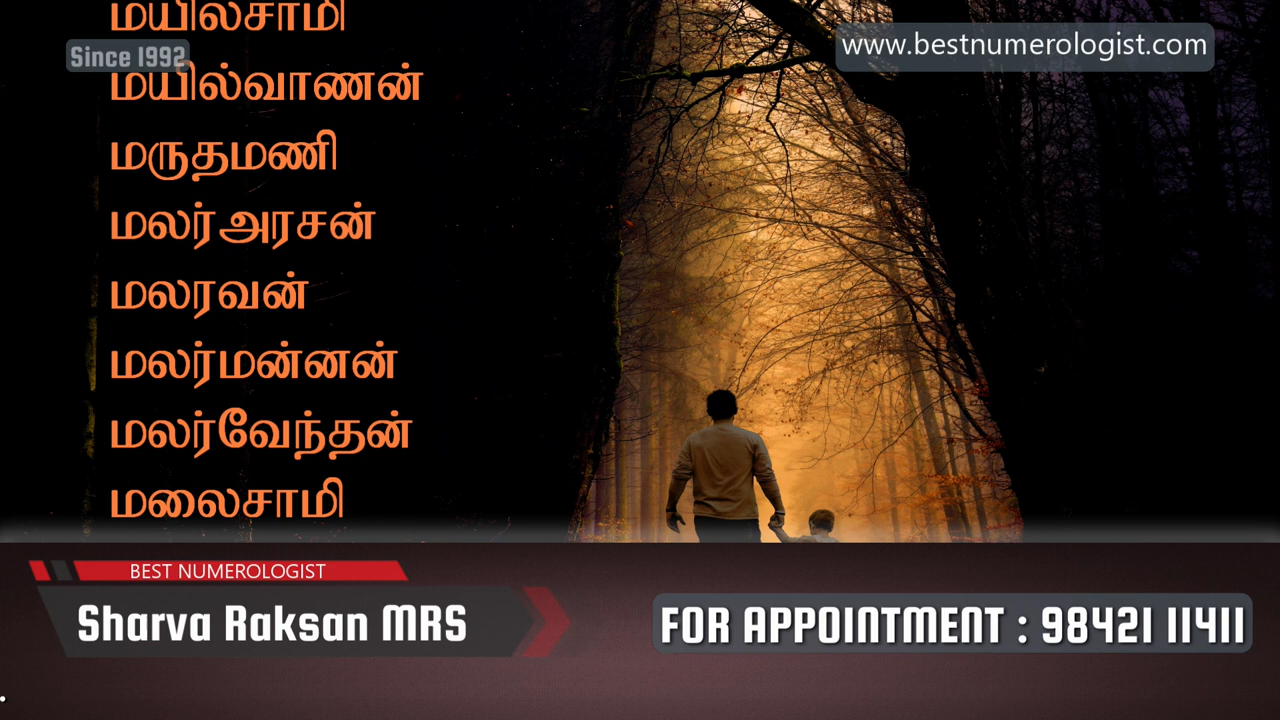 மயில்சாமி
Since 1992
www.bestnumerologist.com
மயில்வாணன்
மருதமணி
மலர்அரசன்
மலரவன்
மலர்மன்னன்
மலர்வேந்தன்
மலைசாமி
BEST NUMEROLOGIST
Sharva Raksan MRS
FOR APPOINTMENT : 98421 11411